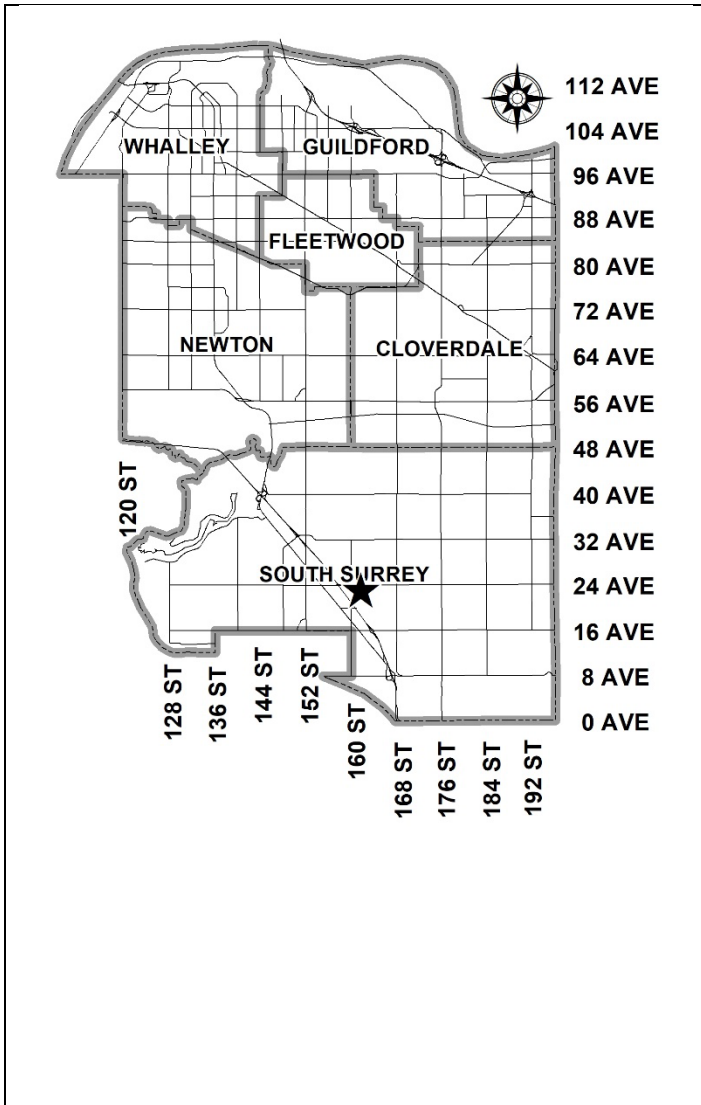 112 AVE
104 AVE
WHALLEY
GUILDFORD
96 AVE
88 AVE
FLEETWOOD
80 AVE
72 AVE
NEWTON
CLOVERDALE
64 AVE
56 AVE
48 AVE
120 ST
40 AVE
32 AVE
SOUTH SURREY
24 AVE
16 AVE
8 AVE
0 AVE
128 ST
136 ST
144 ST
152 ST
160 ST
168 ST
176 ST
184 ST
192 ST